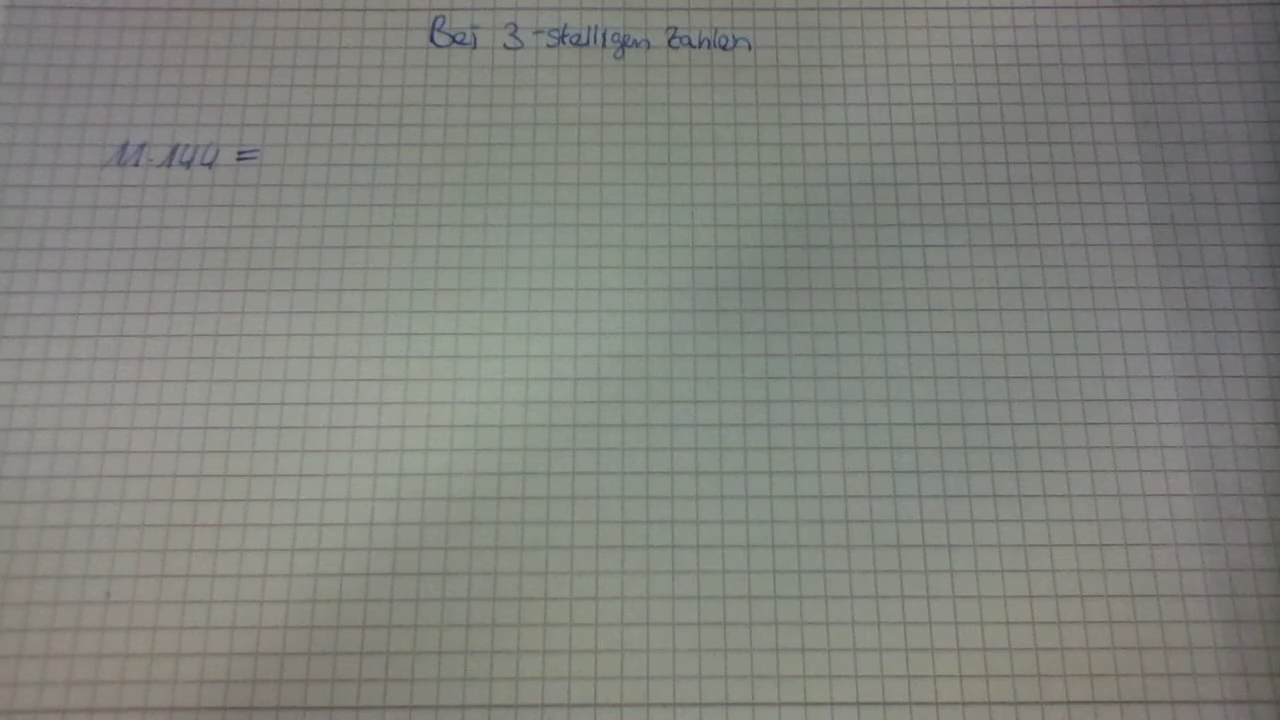 Bei 3-stelligen Zahlen
11·144 =